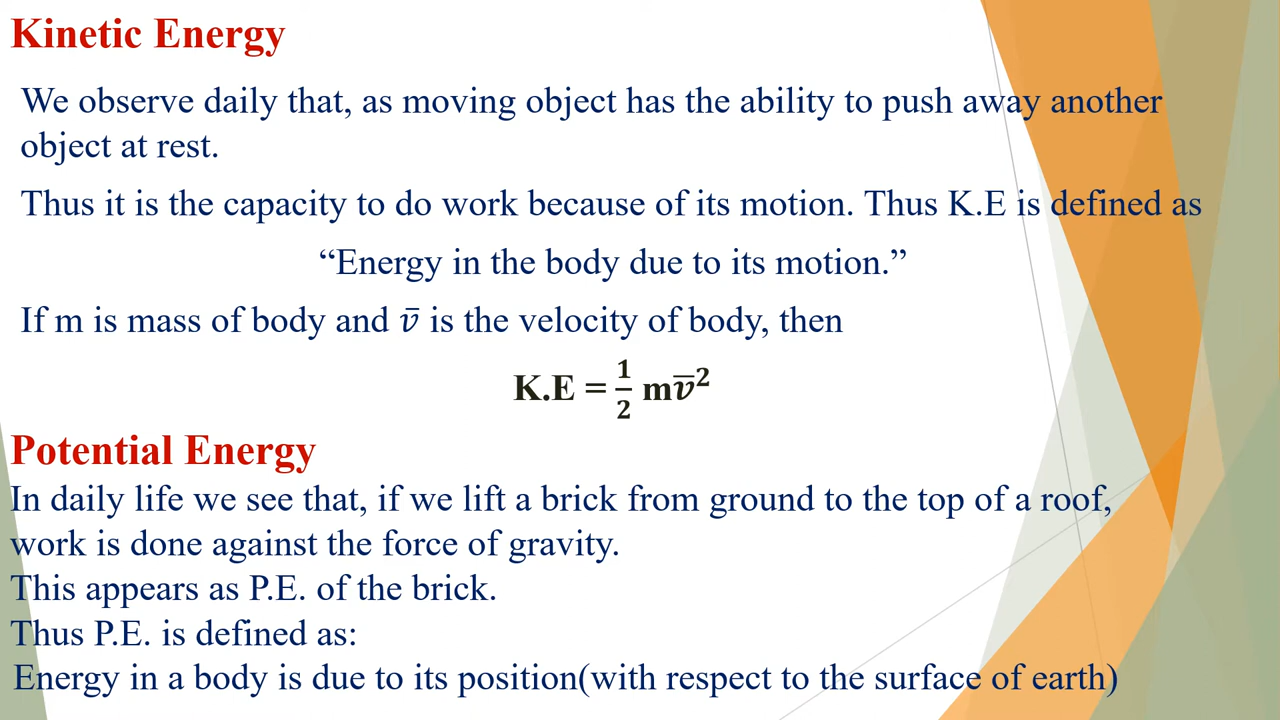 Kinetic Energy
We observe daily that, as moving object has the ability to push away another
object at rest.
Thus it is the capacity to do work because of its motion. Thus K.E is defined as
“Energy in the body due to its motion.”
If m is mass of body and v̄ is the velocity of body, then
K.E = 1/2 mv̄²
Potential Energy
In daily life we see that, if we lift a brick from ground to the top of a roof,
work is done against the force of gravity.
This appears as P.E. of the brick.
Thus P.E. is defined as:
Energy in a body is due to its position(with respect to the surface of earth)